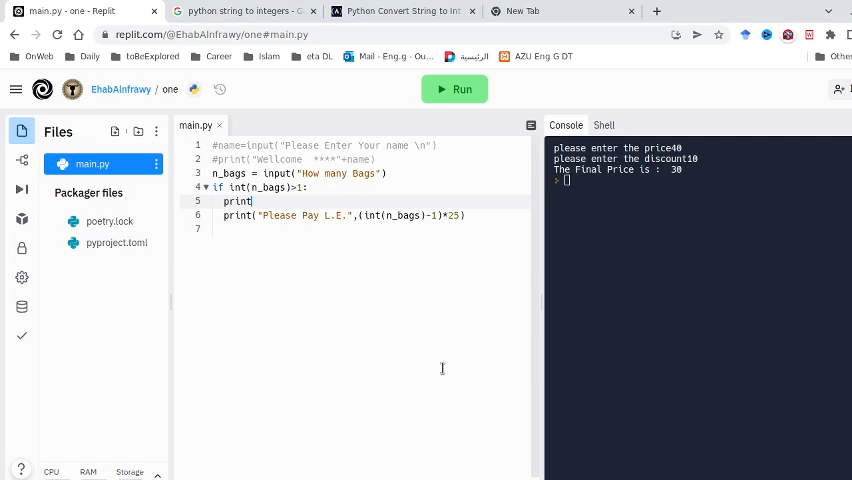 main.py - one - Replit
python string to integers - Go
Python Convert String to Int
New Tab
replit.com/@EhabAlnfrawy/one#main.py
OnWeb
Daily
toBeExplored
Career
Islam
eta DL
Mail - Eng.g - Ou...
الرئيسية
AZU Eng G DT
Other
EhabAlnfrawy / one
Run
Files
main.py
Packager files
poetry.lock
pyproject.toml
CPU RAM Storage
main.py
1 #name=input("Please Enter Your name \n")
2 #print("Wellcome ****"+name)
3 n_bags = input("How many Bags")
4 if int(n_bags)>1:
5 print
6 print("Please Pay L.E.",(int(n_bags)-1)*25)
7
Console Shell
please enter the price40
please enter the discount10
The Final Price is : 30
>